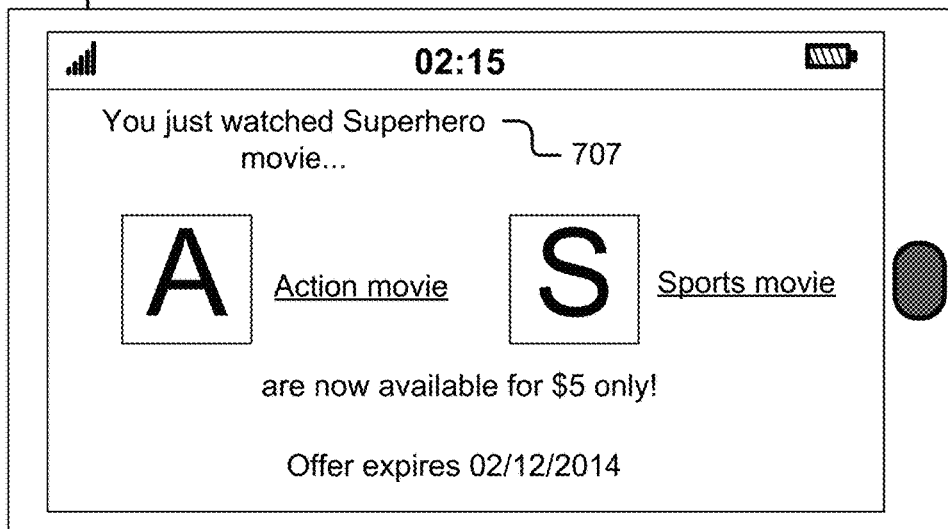 02:15
You just watched Superhero
movie...
707
A
Action movie
S
Sports movie
are now available for $5 only!
Offer expires 02/12/2014